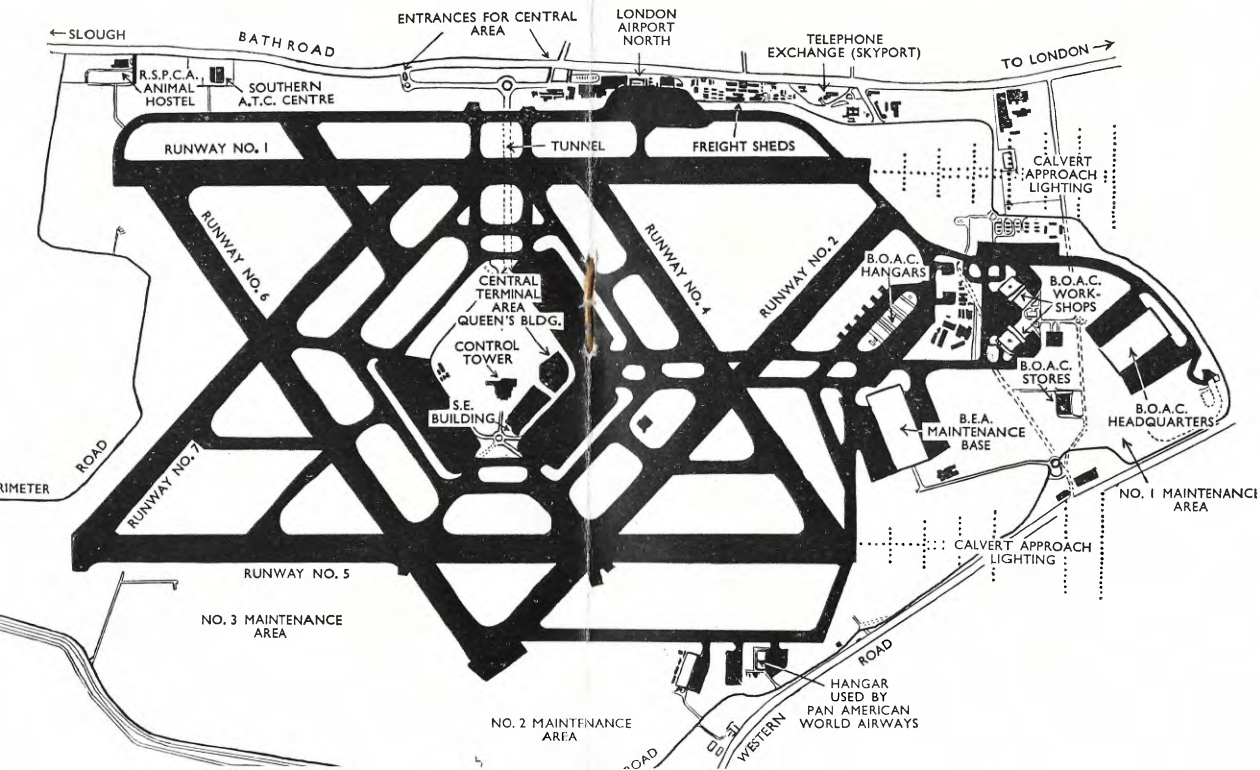 ← SLOUGH
BATH ROAD
ENTRANCES FOR CENTRAL
AREA
LONDON
AIRPORT
NORTH
TELEPHONE
EXCHANGE (SKYPORT)
TO LONDON →
R.S.P.C.A.
ANIMAL
HOSTEL
SOUTHERN
A.T.C. CENTRE
RUNWAY NO. 1
TUNNEL
FREIGHT SHEDS
CALVERT
APPROACH
LIGHTING
RUNWAY NO. 6
RUNWAY NO. 4
RUNWAY NO. 2
B.O.A.C.
HANGARS
B.O.A.C.
WORK-
SHOPS
CENTRAL
TERMINAL
AREA
QUEEN'S BLDG.
CONTROL
TOWER
S.E.
BUILDING
B.O.A.C.
STORES
B.O.A.C.
HEADQUARTERS
B.E.A.
MAINTENANCE
BASE
ROAD
RIMETER
RUNWAY NO. 7
NO. 1 MAINTENANCE
AREA
CALVERT APPROACH
LIGHTING
RUNWAY NO. 5
NO. 3 MAINTENANCE
AREA
ROAD
HANGAR
USED BY
PAN AMERICAN
WORLD AIRWAYS
NO. 2 MAINTENANCE
AREA
WESTERN
ROAD